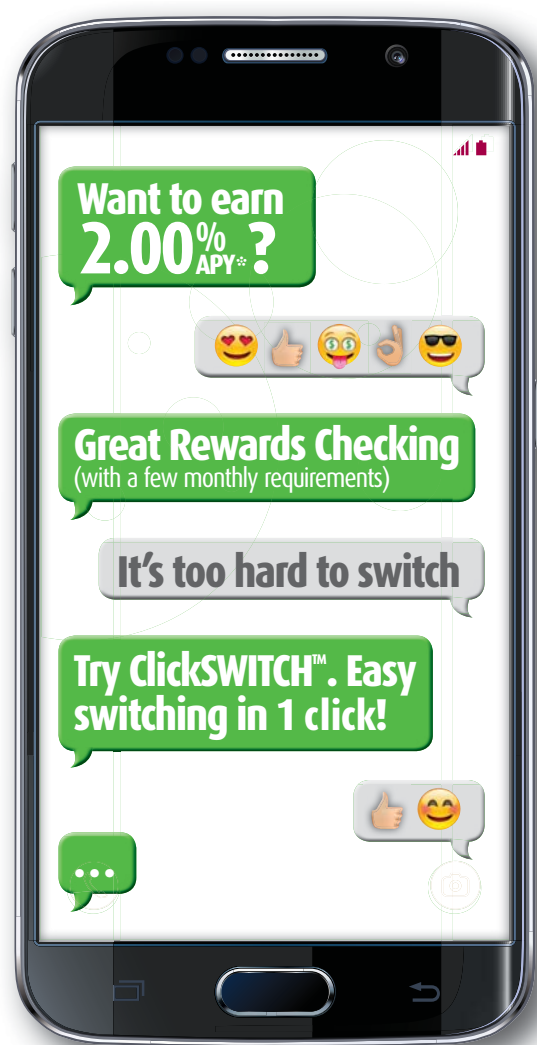 Want to earn
2.00% APY*?
😍👍🤑👌😎
Great Rewards Checking
(with a few monthly requirements)
It's too hard to switch
Try ClickSWITCH™. Easy
switching in 1 click!
👍😊
...